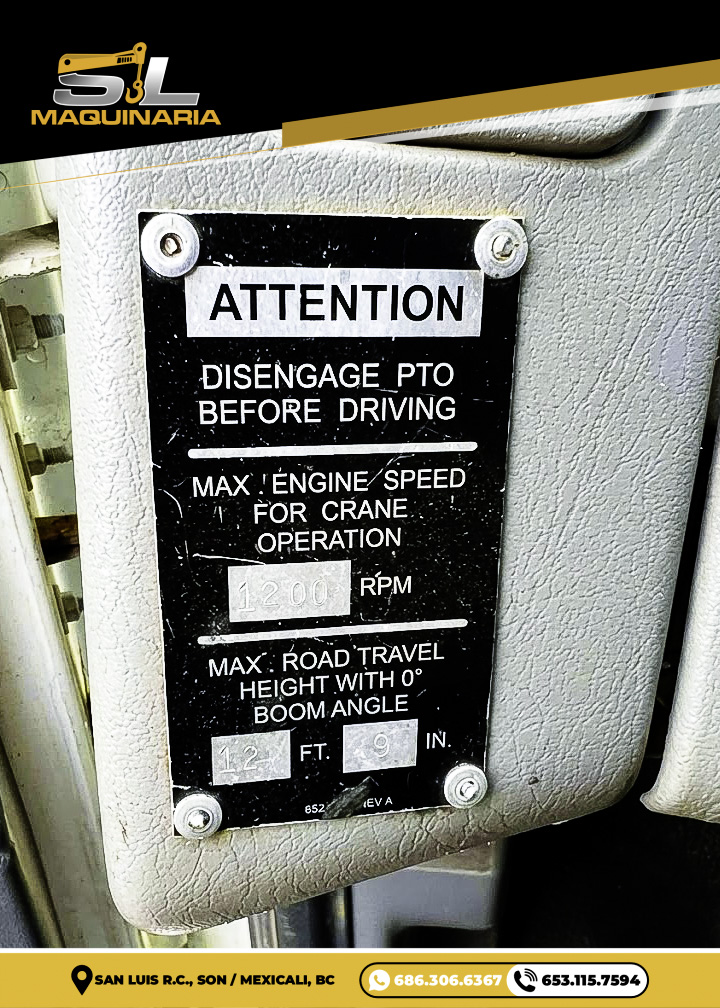 SL
MAQUINARIA
ATTENTION
DISENGAGE PTO
BEFORE DRIVING
MAX. ENGINE SPEED
FOR CRANE
OPERATION
1200 RPM
MAX. ROAD TRAVEL
HEIGHT WITH 0°
BOOM ANGLE
12 FT. 9 IN.
652 EV A
SAN LUIS R.C., SON / MEXICALI, BC
686.306.6367
653.115.7594